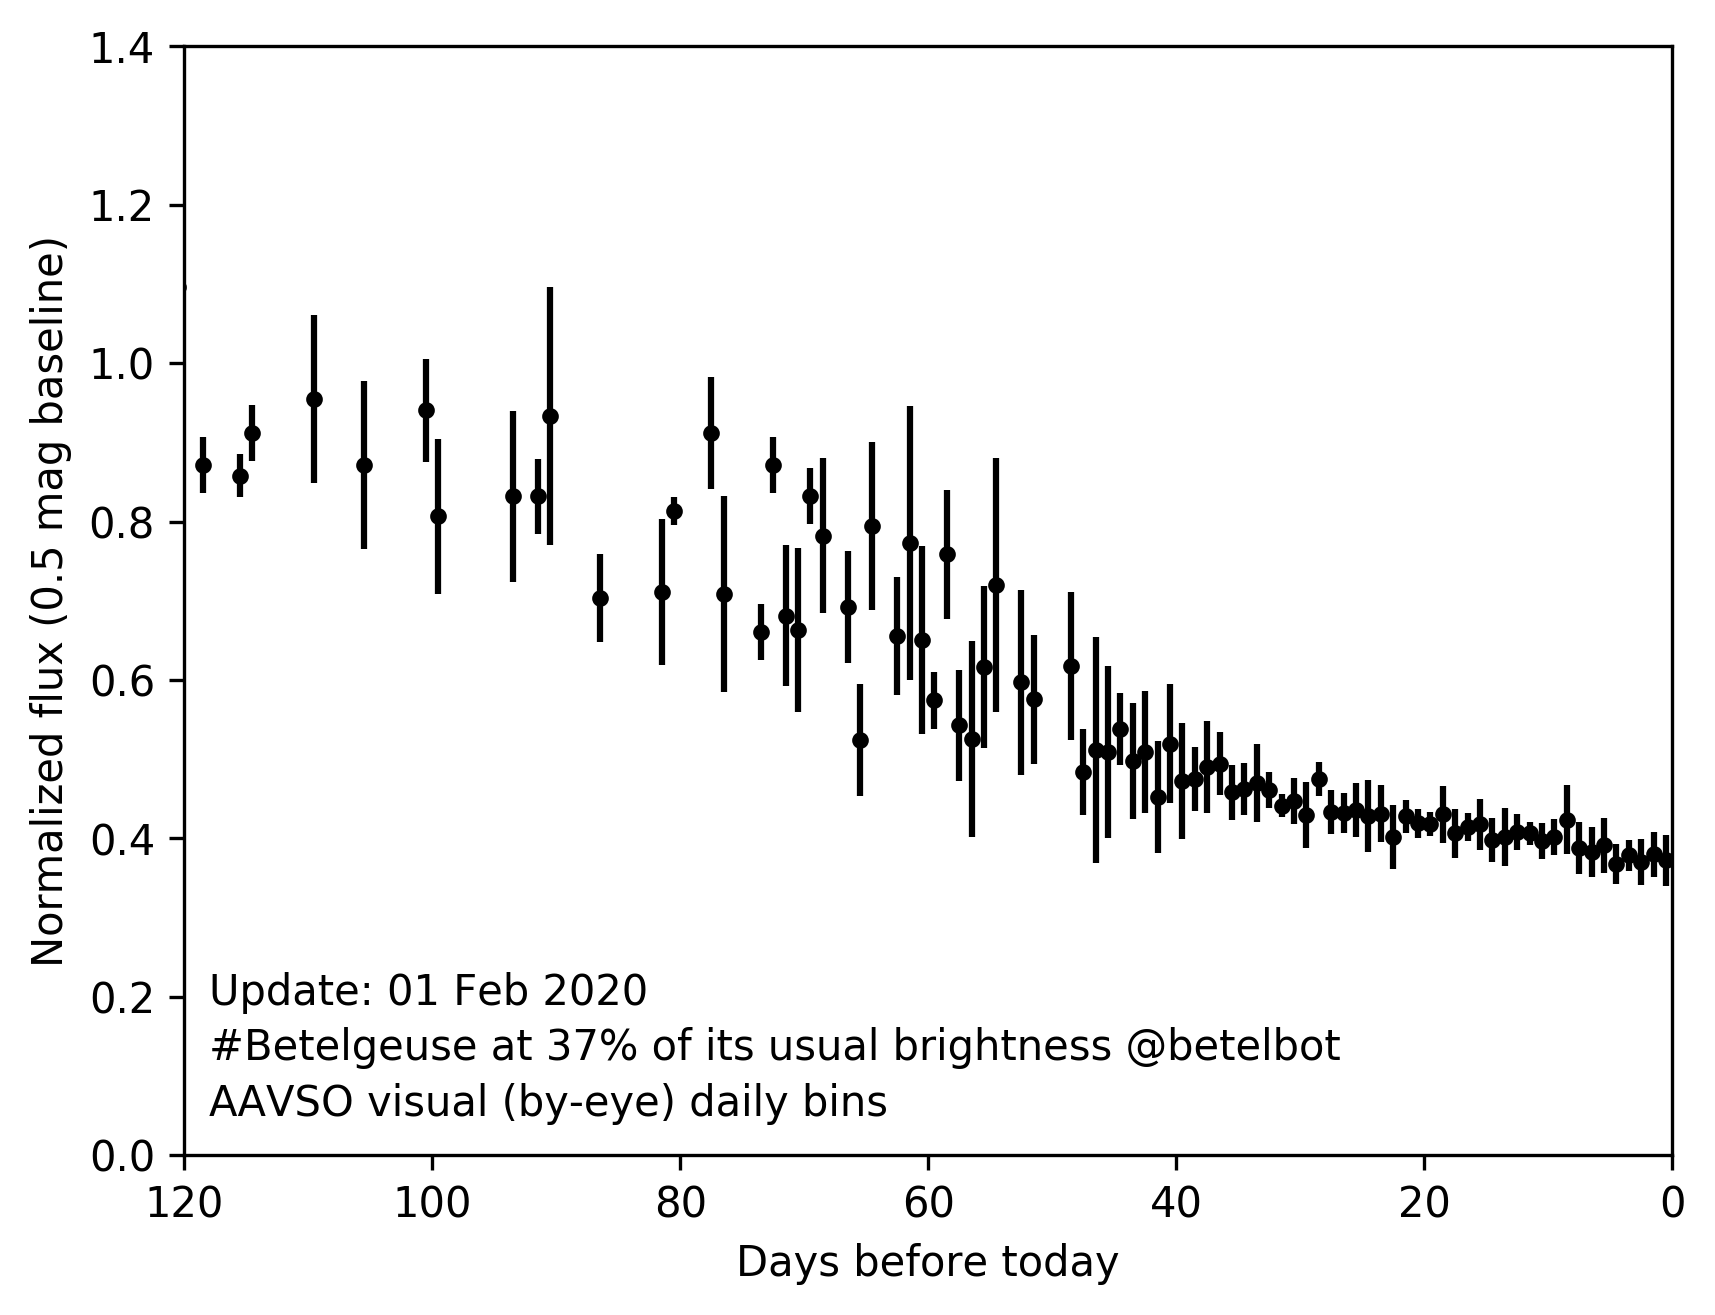 1.4
1.2
1.0
0.8
0.6
0.4
0.2
0.0
Normalized flux (0.5 mag baseline)
Update: 01 Feb 2020
#Betelgeuse at 37% of its usual brightness @betelbot
AAVSO visual (by-eye) daily bins
120 100 80 60 40 20 0
Days before today